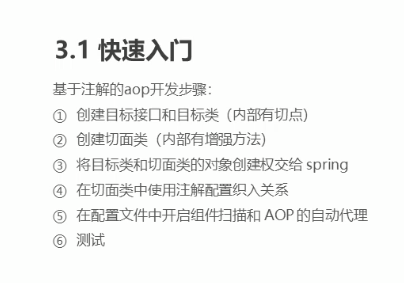 3.1 快速入门
基于注解的aop开发步骤：
① 创建目标接口和目标类（内部有切点）
② 创建切面类（内部有增强方法）
③ 将目标类和切面类的对象创建权交给 spring
④ 在切面类中使用注解配置织入关系
⑤ 在配置文件中开启组件扫描和 AOP 的自动代理
⑥ 测试